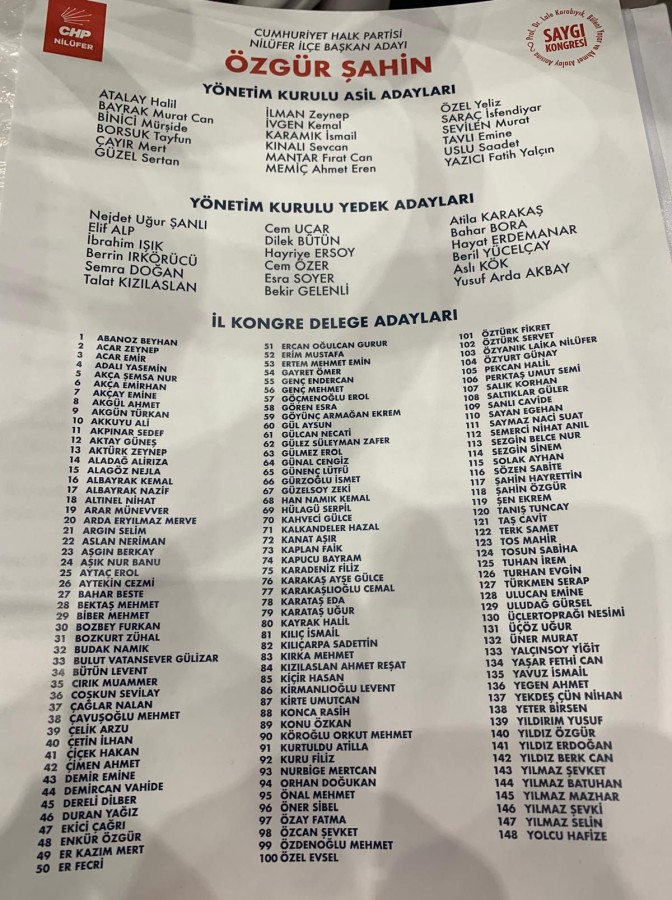 CHP
NİLÜFER
CUMHURİYET HALK PARTİSİ
NİLÜFER İLÇE BAŞKAN ADAYI
ÖZGÜR ŞAHİN
Prof. Dr. Lale Karabıyık, Bülent Yaşar ve Ahmet Atalay Anısına
SAYGI
KONGRESİ
YÖNETİM KURULU ASİL ADAYLARI
ATALAY Halil
BAYRAK Murat Can
BİNİCİ Mürşide
BORSUK Tayfun
ÇAYIR Mert
GÜZEL Sertan
İLMAN Zeynep
İVGEN Kemal
KARAMIK İsmail
KINALI Sevcan
MANTAR Fırat Can
MEMİÇ Ahmet Eren
ÖZEL Yeliz
SARAÇ İsfendiyar
SEVİLEN Murat
TAVLI Emine
USLU Saadet
YAZICI Fatih Yalçın
YÖNETİM KURULU YEDEK ADAYLARI
Nejdet Uğur ŞANLI
Elif ALP
İbrahim IŞIK
Berrin IRKÖRÜCÜ
Semra DOĞAN
Talat KIZILASLAN
Cem UÇAR
Dilek BÜTÜN
Hayriye ERSOY
Cem ÖZER
Esra SOYER
Bekir GELENLİ
Atila KARAKAŞ
Bahar BORA
Hayat ERDEMANAR
Beril YÜCELÇAY
Aslı KÖK
Yusuf Arda AKBAY
İL KONGRE DELEGE ADAYLARI
1 ABANOZ BEYHAN
2 ACAR ZEYNEP
3 ACAR EMİR
4 ADALI YASEMİN
5 AKÇA ŞEMSA NUR
6 AKÇA EMİRHAN
7 AKÇAY EMİNE
8 AKGÜL AHMET
9 AKGÜN TÜRKAN
10 AKKUYU ALİ
11 AKPINAR SEDEF
12 AKTAY GÜNEŞ
13 AKTÜRK ZEYNEP
14 ALADAĞ ALİRIZA
15 ALAGÖZ NEJLA
16 ALBAYRAK KEMAL
17 ALBAYRAK NAZİF
18 ALTINEL NİHAT
19 ARAR MÜNEVVER
20 ARDA ERYILMAZ MERVE
21 ARGIN SELİM
22 ASLAN NERİMAN
23 AŞGIN BERKAY
24 AŞIK NUR BANU
25 AYTAÇ EROL
26 AYTEKİN CEZMİ
27 BAHAR BESTE
28 BEKTAŞ MEHMET
29 BİBER MEHMET
30 BOZBEY FURKAN
31 BOZKURT ZÜHAL
32 BUDAK NAMIK
33 BULUT VATANSEVER GÜLİZAR
34 BÜTÜN LEVENT
35 CIRIK MUAMMER
36 COŞKUN SEVİLAY
37 ÇAĞLAR NALAN
38 ÇAVUŞOĞLU MEHMET
39 ÇELİK ARZU
40 ÇETİN İLHAN
41 ÇİÇEK HAKAN
42 ÇİMEN AHMET
43 DEMİR EMİNE
44 DEMİRCAN VAHİDE
45 DERELİ DİLBER
46 DURAN YAĞIZ
47 EKİCİ ÇAĞRI
48 ENKÜR ÖZGÜR
49 ER KAZIM MERT
50 ER FECRİ
51 ERCAN OĞULCAN GURUR
52 ERİM MUSTAFA
53 ERTEM MEHMET EMİN
54 GAYRET ÖMER
55 GENÇ ENDERCAN
56 GENÇ MEHMET
57 GÖÇMENOĞLU EROL
58 GÖREN ESRA
59 GÖYÜNÇ ARMAĞAN EKREM
60 GÜL AYSUN
61 GÜLCAN NECATİ
62 GÜLEZ SÜLEYMAN ZAFER
63 GÜLMEZ EROL
64 GÜNAL CENGİZ
65 GÜNENÇ LÜTFÜ
66 GÜRZOĞLU İSMET
67 GÜZELSOY ZEKİ
68 HAN NAMIK KEMAL
69 HÜLAGÜ SERPİL
70 KAHVECİ GÜLCE
71 KALKANDELER HAZAL
72 KANAT AŞIR
73 KAPLAN FAİK
74 KAPUCU BAYRAM
75 KARADENİZ FİLİZ
76 KARAKAŞ AYŞE GÜLCE
77 KARAKAŞLIOĞLU CEMAL
78 KARATAŞ EDA
79 KARATAŞ UĞUR
80 KAYRAK HALİL
81 KILIÇ İSMAİL
82 KILIÇARPA SADETTİN
83 KIRKA MEHMET
84 KIZILASLAN AHMET REŞAT
85 KİÇİR HASAN
86 KİRMANLIOĞLU LEVENT
87 KİRTE UMUTCAN
88 KONCA RASİH
89 KONU ÖZKAN
90 KÖROĞLU ORKUT MEHMET
91 KURTULDU ATİLLA
92 KURU FİLİZ
93 NURBİGE MERTCAN
94 ORHAN DOĞUKAN
95 ÖNAL MEHMET
96 ÖNER SİBEL
97 ÖZAY FATMA
98 ÖZCAN ŞEVKET
99 ÖZDENOĞLU MEHMET
100 ÖZEL EVSEL
101 ÖZTÜRK FİKRET
102 ÖZTÜRK SERVET
103 ÖZYANIK LAİKA NİLÜFER
104 ÖZYURT GÜNAY
105 PEKCAN HALİL
106 PERKTAŞ UMUT SEMİ
107 SALIK KORHAN
108 SALTIKLAR GÜLER
109 SANLI CAVİDE
110 SAYAN EGEHAN
111 SAYMAZ NACİ SUAT
112 SEMERCİ NİHAT ANIL
113 SEZGİN BELCE NUR
114 SEZGİN SİNEM
115 SOLAK AYHAN
116 SÖZEN SABİTE
117 ŞAHİN HAYRETTİN
118 ŞAHİN ÖZGÜR
119 ŞEN EKREM
120 TANIŞ TUNCAY
121 TAŞ CAVİT
122 TERK SAMET
123 TOS MAHİR
124 TOSUN SABİHA
125 TUHAN İREM
126 TURHAN EVGİN
127 TÜRKMEN SERAP
128 ULUCAN EMİNE
129 ULUDAĞ GÜRSEL
130 ÜÇLERTOPRAĞI NESİMİ
131 ÜÇÖZ UĞUR
132 ÜNER MURAT
133 YALÇINSOY YİĞİT
134 YAŞAR FETHİ CAN
135 YAVUZ İSMAİL
136 YEGEN AHMET
137 YEKDEŞ ÇÜN NİHAN
138 YETER BİRSEN
139 YILDIRIM YUSUF
140 YILDIZ ÖZGÜR
141 YILDIZ ERDOĞAN
142 YILDIZ BERK CAN
143 YILMAZ ŞEVKET
144 YILMAZ BATUHAN
145 YILMAZ MAZHAR
146 YILMAZ ŞEVKİ
147 YILMAZ SELİN
148 YOLCU HAFİZE